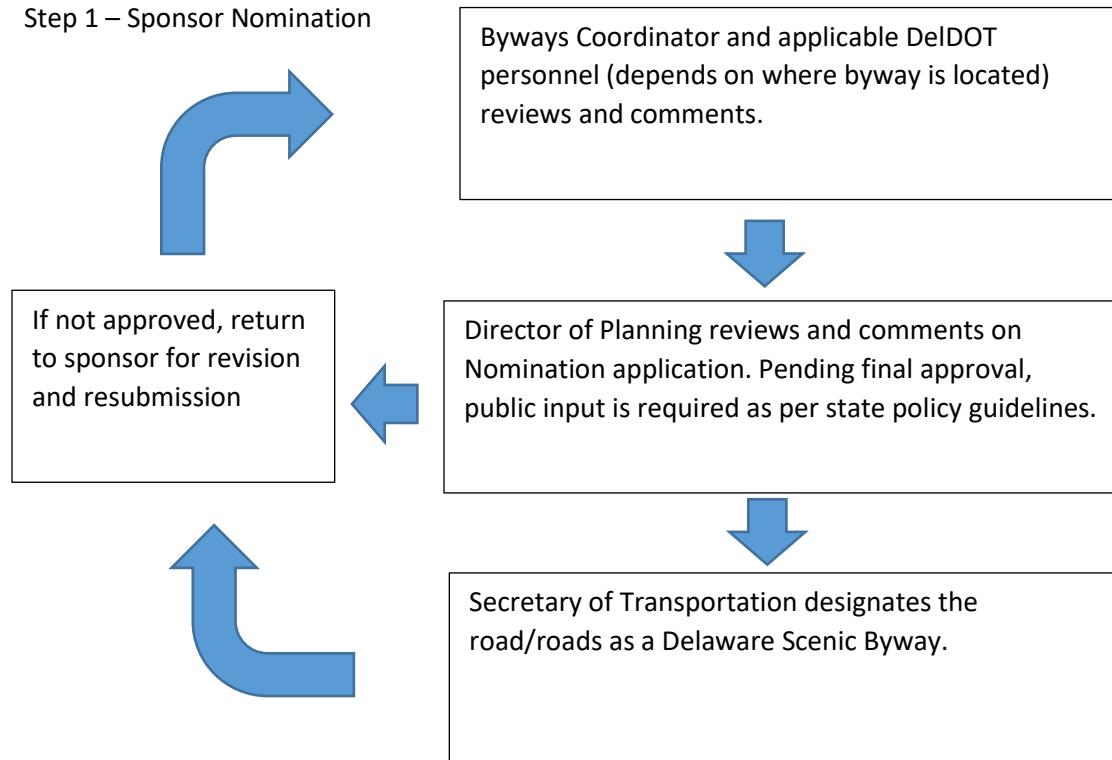 Step 1 – Sponsor Nomination
Byways Coordinator and applicable DelDOT
personnel (depends on where byway is located)
reviews and comments.
If not approved, return
to sponsor for revision
and resubmission
Director of Planning reviews and comments on
Nomination application. Pending final approval,
public input is required as per state policy guidelines.
Secretary of Transportation designates the
road/roads as a Delaware Scenic Byway.